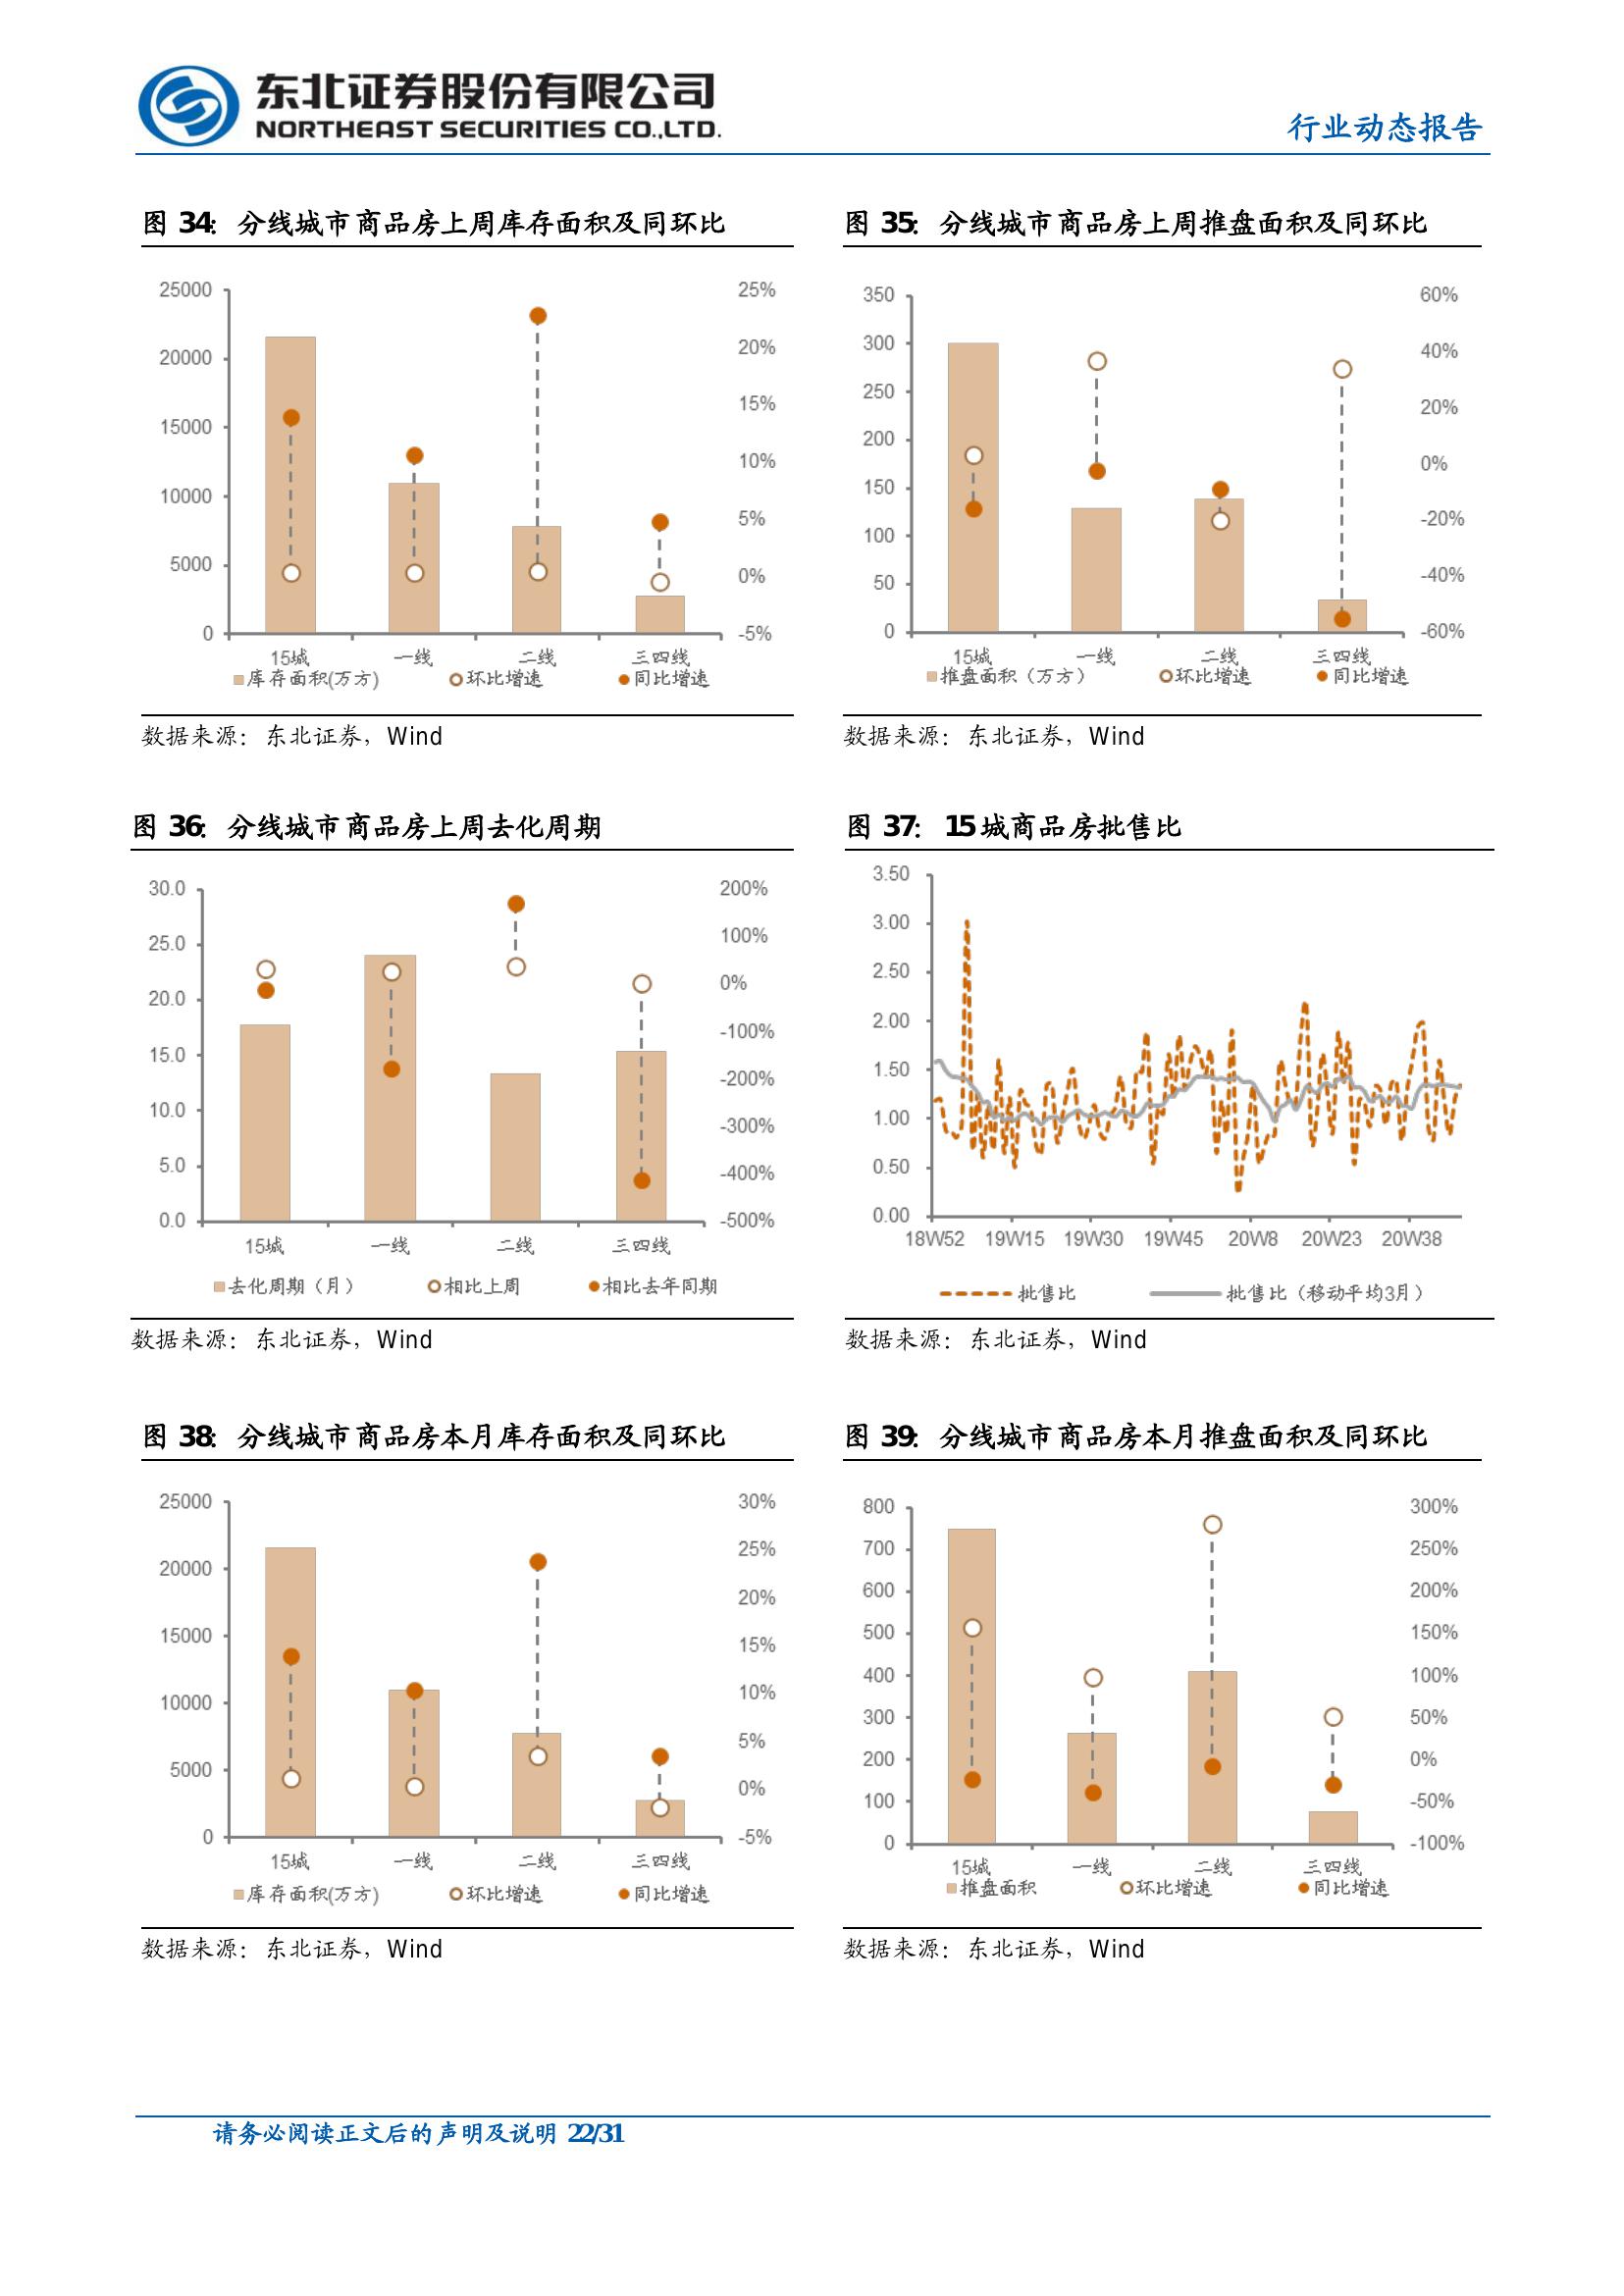 东北证券股份有限公司
NORTHEAST SECURITIES CO.,LTD.
行业动态报告
图 34: 分线城市商品房上周库存面积及同环比
25000
20000
15000
10000
5000
0
25%
20%
15%
10%
5%
0%
-5%
15城 一线 二线 三四线
库存面积(万方) 环比增速 同比增速
数据来源：东北证券，Wind
图 35: 分线城市商品房上周推盘面积及同环比
350
300
250
200
150
100
50
0
60%
40%
20%
0%
-20%
-40%
-60%
15城 一线 二线 三四线
推盘面积（万方） 环比增速 同比增速
数据来源：东北证券，Wind
图 36: 分线城市商品房上周去化周期
30.0
25.0
20.0
15.0
10.0
5.0
0.0
200%
100%
0%
-100%
-200%
-300%
-400%
-500%
15城 一线 二线 三四线
去化周期（月） 相比上周 相比去年同期
数据来源：东北证券，Wind
图 37: 15 城商品房批售比
3.50
3.00
2.50
2.00
1.50
1.00
0.50
0.00
18W52 19W15 19W30 19W45 20W8 20W23 20W38
批售比 批售比（移动平均3月）
数据来源：东北证券，Wind
图 38: 分线城市商品房本月库存面积及同环比
25000
20000
15000
10000
5000
0
30%
25%
20%
15%
10%
5%
0%
-5%
15城 一线 二线 三四线
库存面积(万方) 环比增速 同比增速
数据来源：东北证券，Wind
图 39: 分线城市商品房本月推盘面积及同环比
800
700
600
500
400
300
200
100
0
300%
250%
200%
150%
100%
50%
0%
-50%
-100%
15城 一线 二线 三四线
推盘面积 环比增速 同比增速
数据来源：东北证券，Wind
请务必阅读正文后的声明及说明 22/31